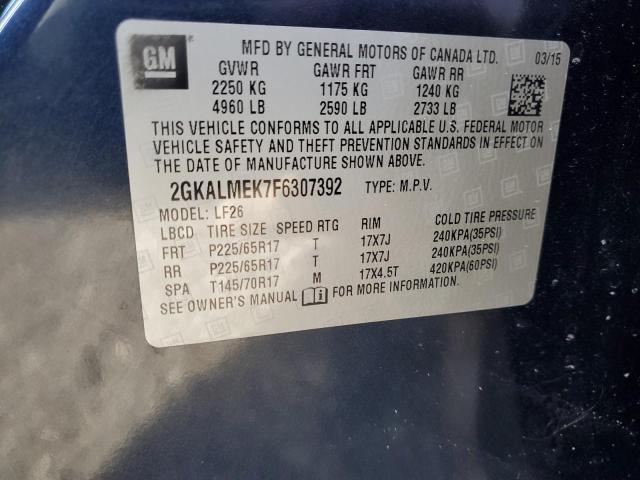 GM
MFD BY GENERAL MOTORS OF CANADA LTD. 03/15
GVWR GAWR FRT GAWR RR
2250 KG 1175 KG 1240 KG
4960 LB 2590 LB 2733 LB
THIS VEHICLE CONFORMS TO ALL APPLICABLE U.S. FEDERAL MOTOR
VEHICLE SAFETY AND THEFT PREVENTION STANDARDS IN EFFECT ON
THE DATE OF MANUFACTURE SHOWN ABOVE.
2GKALMEK7F6307392 TYPE: M.P.V.
MODEL: LF26
LBCD TIRE SIZE SPEED RTG RIM COLD TIRE PRESSURE
FRT P225/65R17 T 17X7J 240KPA(35PSI)
RR P225/65R17 T 17X7J 240KPA(35PSI)
SPA T145/70R17 M 17X4.5T 420KPA(60PSI)
SEE OWNER'S MANUAL FOR MORE INFORMATION.